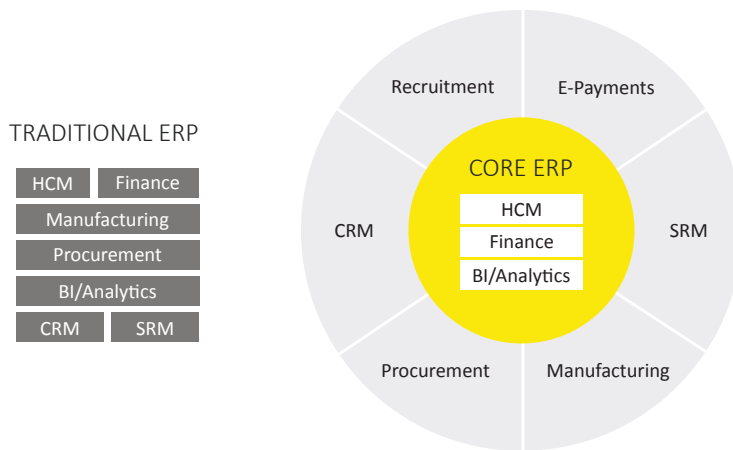 Recruitment
E-Payments
TRADITIONAL ERP
HCM
Finance
Manufacturing
Procurement
BI/Analytics
CRM
SRM
CORE ERP
HCM
Finance
BI/Analytics
CRM
SRM
Procurement
Manufacturing